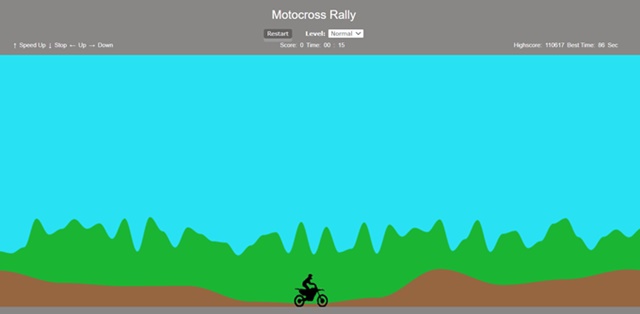 Motocross Rally
Restart Level: Normal
↑ Speed Up ↓ Stop ← Up → Down Score: 0 Time: 00 : 15 Highscore: 110617 Best Time: 86 Sec